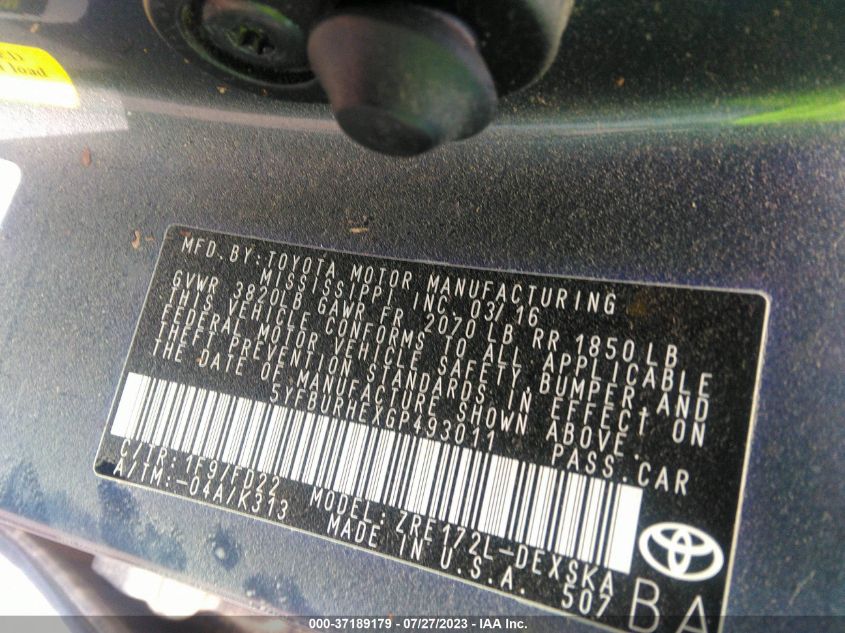 load
MFD.BY:TOYOTA MOTOR MANUFACTURING
MISSISSIPPI INC. 03/16
GVWR 3820LB GAWR FR 2070 LB RR 1850LB
THIS VEHICLE CONFORMS TO ALL APPLICABLE
FEDERAL MOTOR VEHICLE SAFETY,BUMPER AND
THEFT PREVENTION STANDARDS IN EFFECT ON
THE DATE OF MANUFACTURE SHOWN ABOVE.
5YFBURHEXGP493011 PASS.CAR
C/TR:1F9/FD22
A/TM:-04A/K313
MODEL:ZRE172L-DEXSKA
MADE IN U.S.A. 507
BA
000-37189179 - 07/27/2023 - IAA Inc.